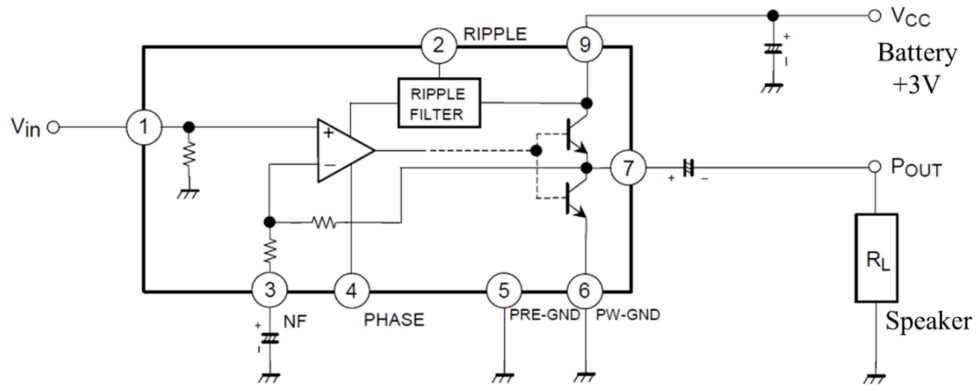 2 RIPPLE
9
VCC
Battery
+3V
RIPPLE
FILTER
Vin
1
+
−
7
+ −
POUT
RL
Speaker
3
NF
4
PHASE
5
PRE-GND
6
PW-GND
+
+